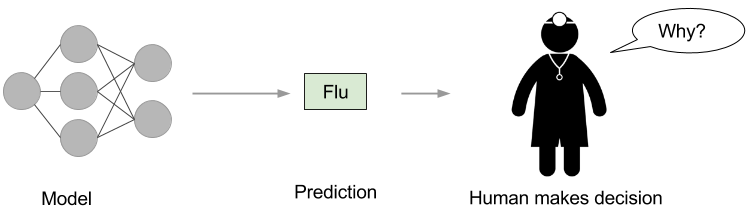 Why?
Flu
Model
Prediction
Human makes decision